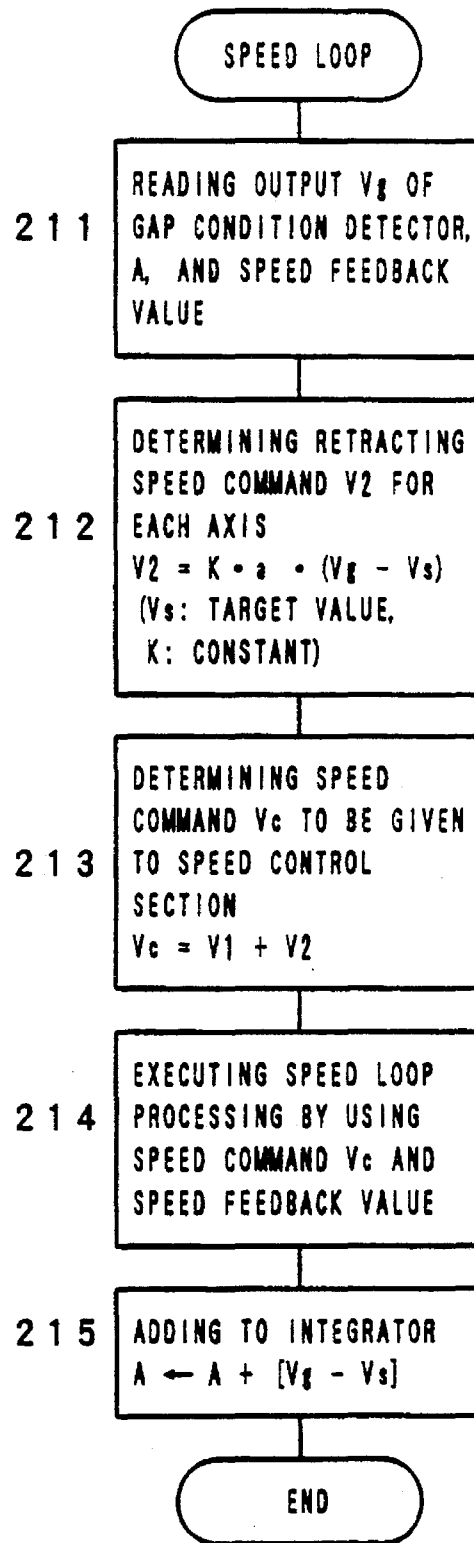 SPEED LOOP
211
READING OUTPUT Vg OF
GAP CONDITION DETECTOR,
A, AND SPEED FEEDBACK
VALUE
212
DETERMINING RETRACTING
SPEED COMMAND V2 FOR
EACH AXIS
V2 = K • a • (Vg - Vs)
(Vs: TARGET VALUE,
K: CONSTANT)
213
DETERMINING SPEED
COMMAND Vc TO BE GIVEN
TO SPEED CONTROL
SECTION
Vc = V1 + V2
214
EXECUTING SPEED LOOP
PROCESSING BY USING
SPEED COMMAND Vc AND
SPEED FEEDBACK VALUE
215
ADDING TO INTEGRATOR
A ← A + [Vg - Vs]
END